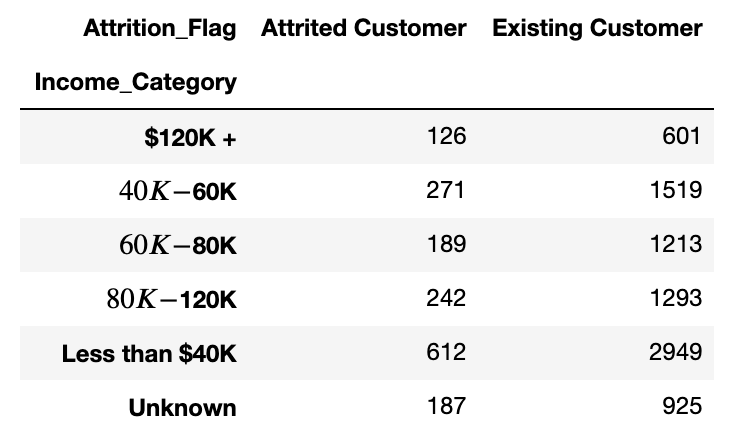 Attrition_Flag Attrited Customer Existing Customer
Income_Category
$120K + 126 601
40K−60K 271 1519
60K−80K 189 1213
80K−120K 242 1293
Less than $40K 612 2949
Unknown 187 925